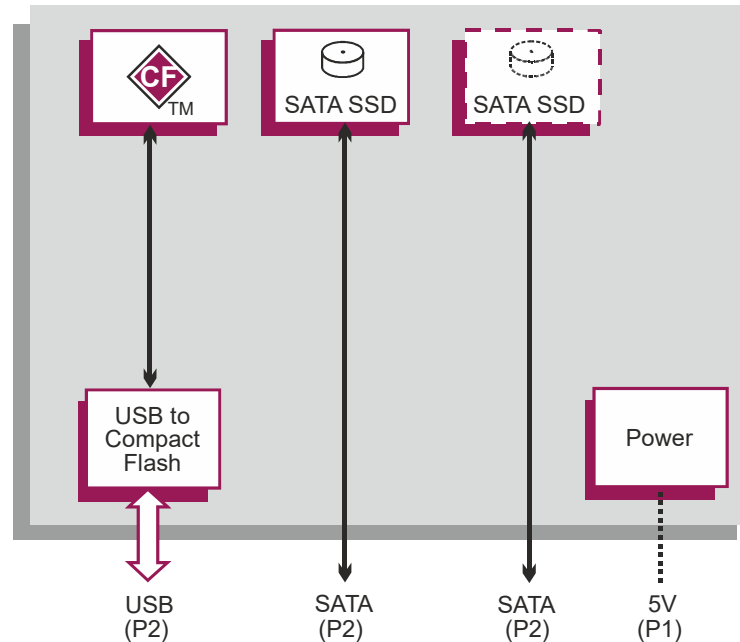 CF
TM
SATA SSD
SATA SSD
USB to
Compact
Flash
Power
USB
(P2)
SATA
(P2)
SATA
(P2)
5V
(P1)